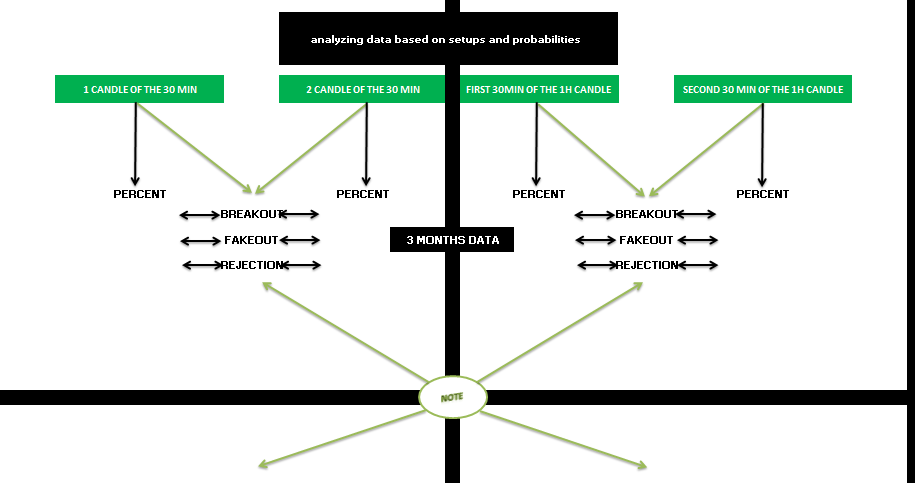 analyzing data based on setups and probabilities
1 CANDLE OF THE 30 MIN
2 CANDLE OF THE 30 MIN
FIRST 30MIN OF THE 1H CANDLE
SECOND 30 MIN OF THE 1H CANDLE
PERCENT
PERCENT
PERCENT
PERCENT
BREAKOUT
BREAKOUT
FAKEOUT
3 MONTHS DATA
FAKEOUT
REJECTION
REJECTION
NOTE